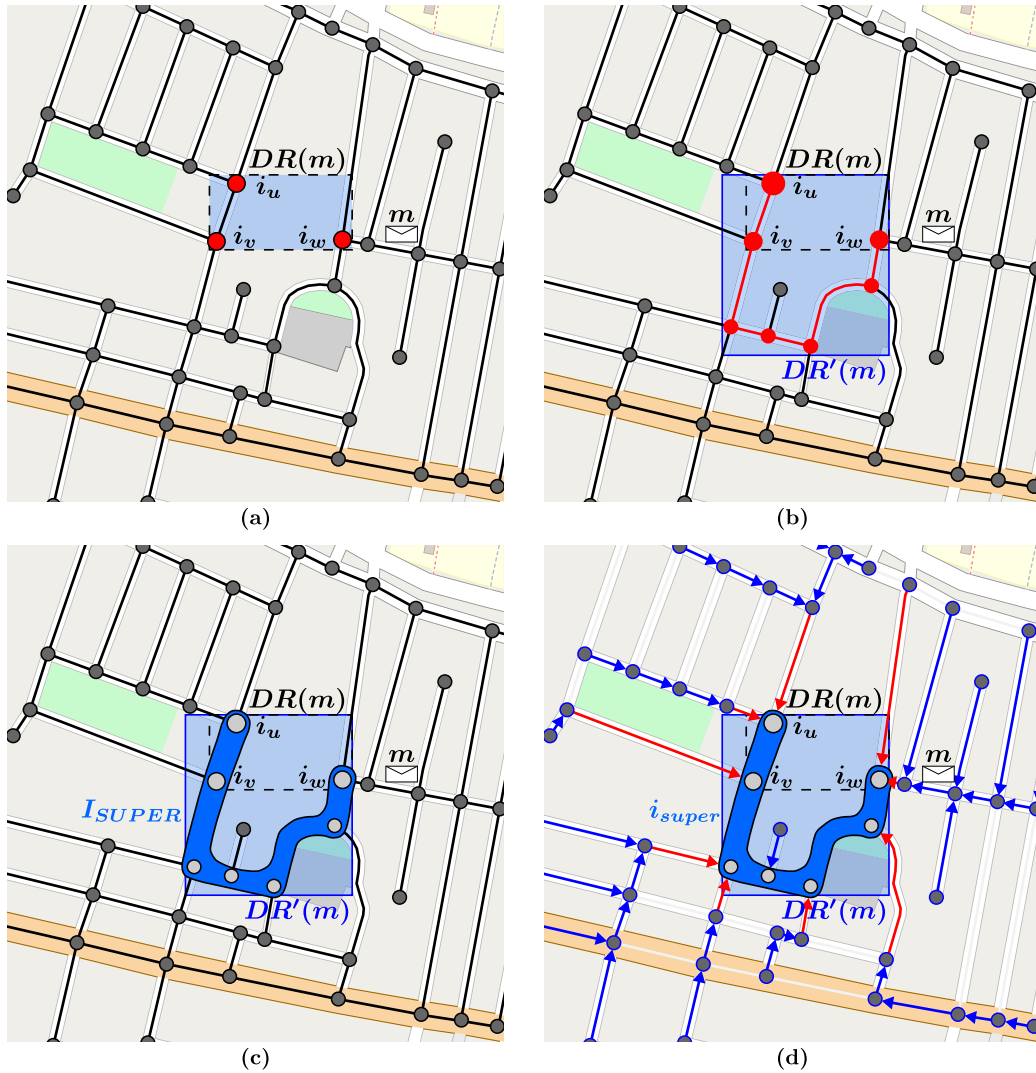 DR(m)
i_u
m
i_v
i_w
(a)
DR(m)
i_u
m
i_v
i_w
DR'(m)
(b)
DR(m)
i_u
m
i_v
i_w
I_SUPER
DR'(m)
(c)
DR(m)
i_u
m
i_v
i_w
i_super
DR'(m)
(d)